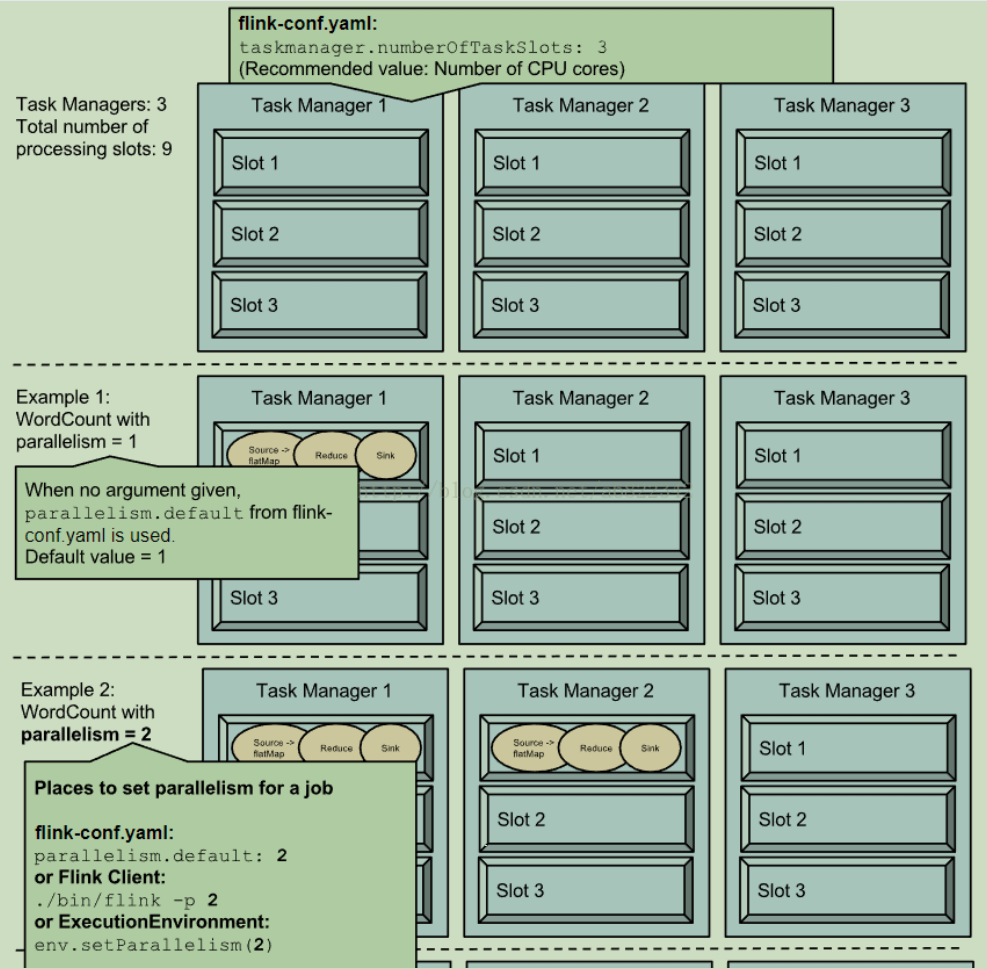 flink-conf.yaml:
taskmanager.numberOfTaskSlots: 3
(Recommended value: Number of CPU cores)
Task Managers: 3
Total number of
processing slots: 9
Task Manager 1
Slot 1
Slot 2
Slot 3
Task Manager 2
Slot 1
Slot 2
Slot 3
Task Manager 3
Slot 1
Slot 2
Slot 3
Example 1:
WordCount with
parallelism = 1
When no argument given,
parallelism.default from flink-
conf.yaml is used.
Default value = 1
Task Manager 1
Source ->
flatMap
Reduce
Sink
Slot 3
Task Manager 2
Slot 1
Slot 2
Slot 3
Task Manager 3
Slot 1
Slot 2
Slot 3
Example 2:
WordCount with
parallelism = 2
Places to set parallelism for a job
flink-conf.yaml:
parallelism.default: 2
or Flink Client:
./bin/flink -p 2
or ExecutionEnvironment:
env.setParallelism(2)
Task Manager 1
Source ->
flatMap
Reduce
Sink
Task Manager 2
Source ->
flatMap
Reduce
Sink
Slot 2
Slot 3
Task Manager 3
Slot 1
Slot 2
Slot 3